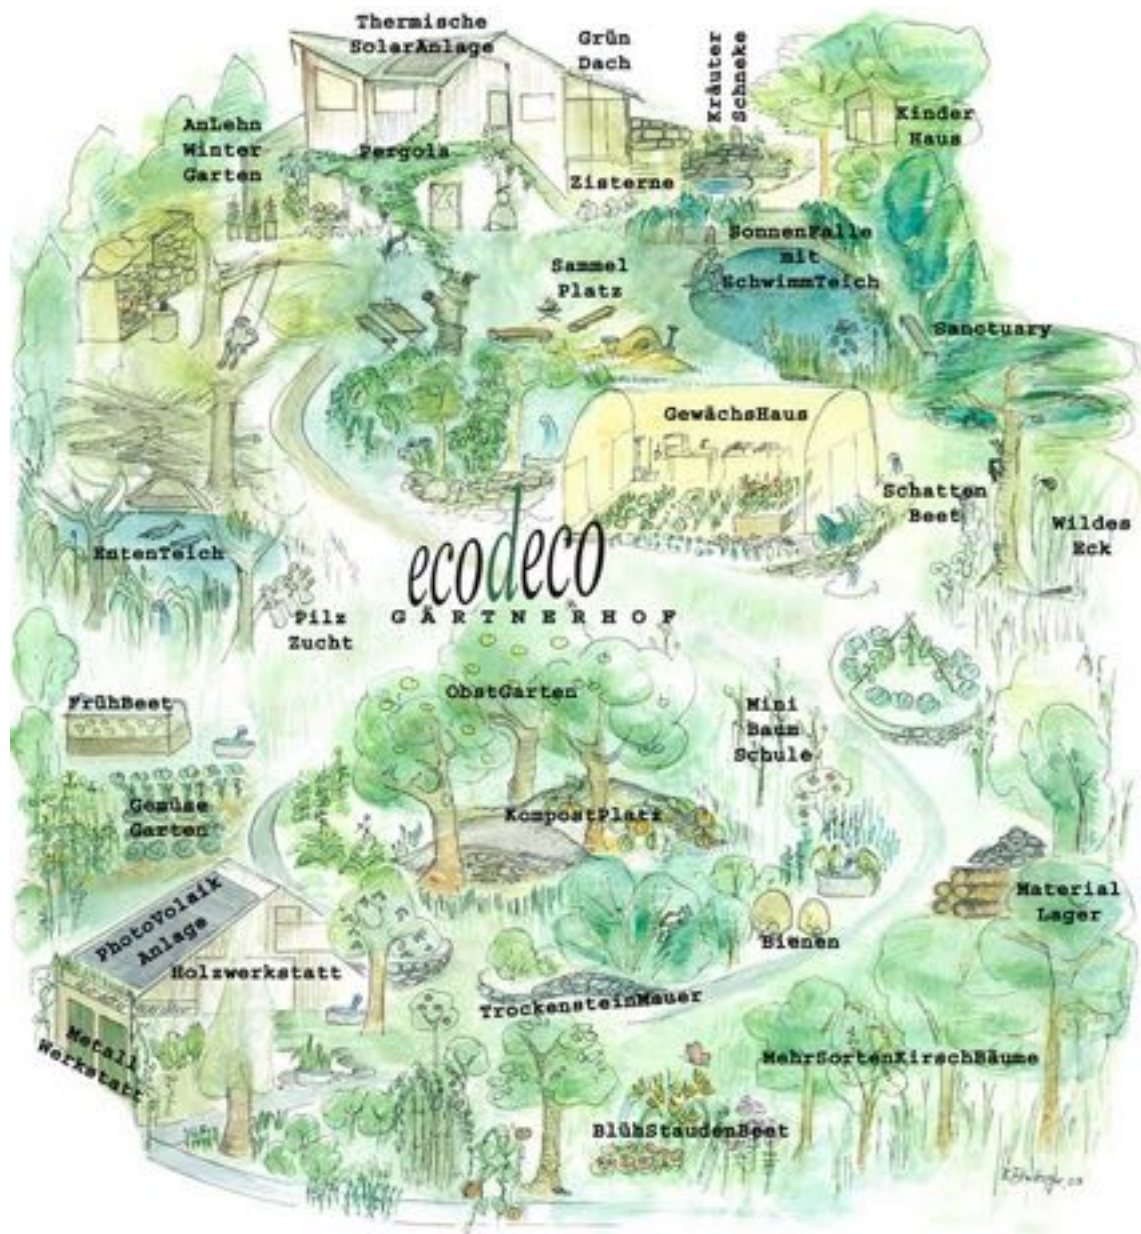 Thermische
SolarAnlage
Grün
Dach
Kräuter
Schneke
Kinder
Haus
AnLehn
Winter
Garten
Pergola
Zisterne
SonnenFalle
mit
SchwimmTeich
Sammel
Platz
Sanctuary
GewächsHaus
Schatten
Beet
Wildes
Eck
EntenTeich
ecodeco
GÄRTNERHOF
Pilz
Zucht
ObstGarten
FrühBeet
Mini
Baum
Schule
Gemüse
Garten
KompostPlatz
Material
Lager
PhotoVolaik
Anlage
Bienen
Holzwerkstatt
TrockensteinMauer
Metall
Werkstatt
MehrSortenKirschBäume
BlühStaudenBeet